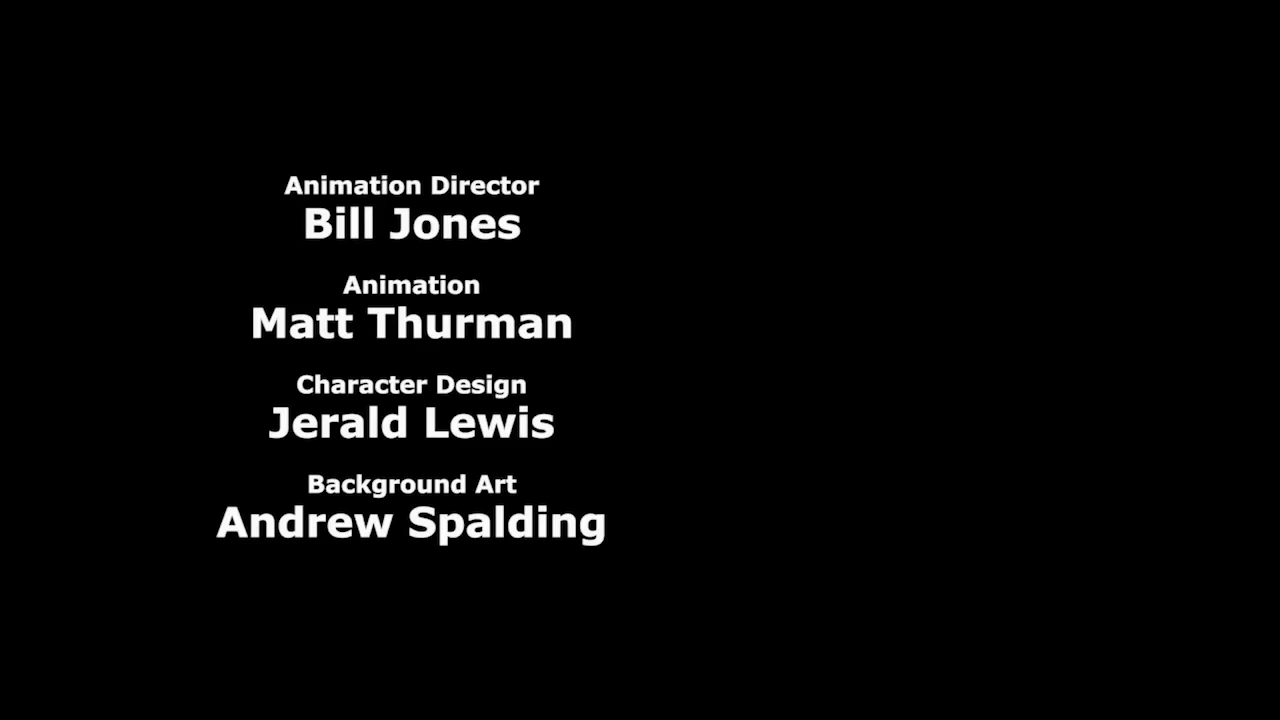 Animation Director
Bill Jones
Animation
Matt Thurman
Character Design
Jerald Lewis
Background Art
Andrew Spalding